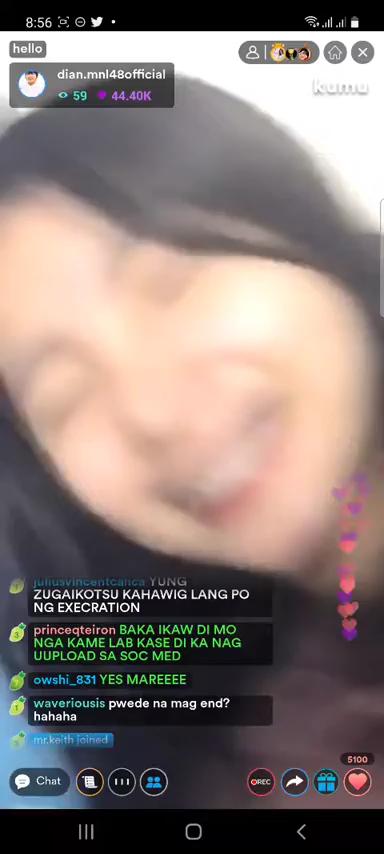 8:56
hello
dian.mnl48official
59 44.40K
kumu
juliusvincentcahca YUNG
ZUGAIKOTSU KAHAWIG LANG PO
NG EXECRATION
princeqteiron BAKA IKAW DI MO
NGA KAME LAB KASE DI KA NAG
UUPLOAD SA SOC MED
owshi_831 YES MAREEEE
waveriousis pwede na mag end?
hahaha
mr.keith joined
5100
Chat
REC